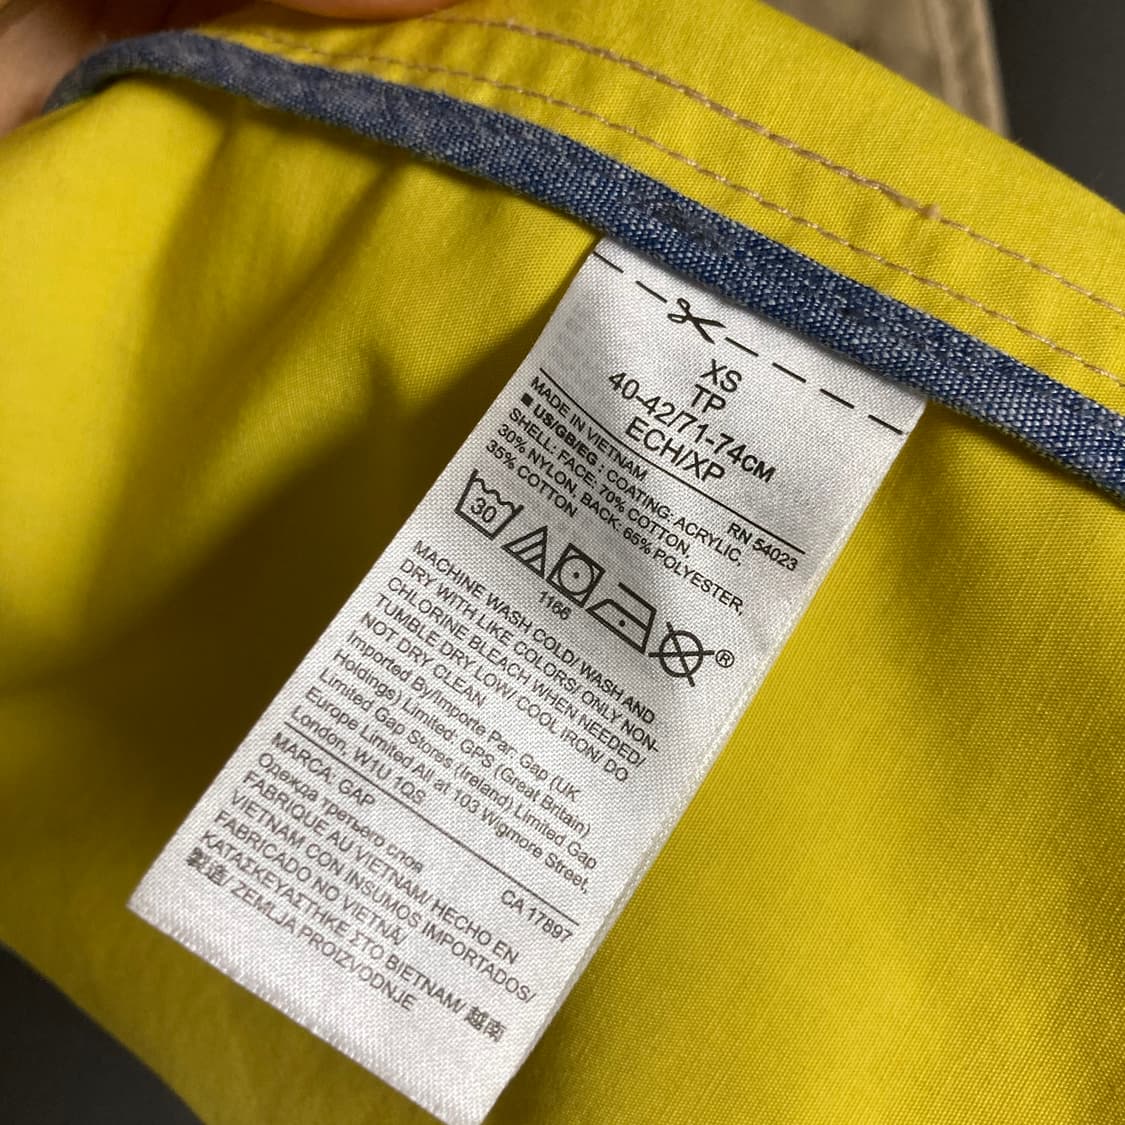 XS
TP
40-42/71-74CM
ECH/XP
MADE IN VIETNAM RN 54023
■ US/GB/EG : COATING: ACRYLIC,
SHELL: FACE: 70% COTTON,
30% NYLON, BACK: 65% POLYESTER,
35% COTTON
30
®
1166
MACHINE WASH COLD/ WASH AND
DRY WITH LIKE COLORS/ ONLY NON-
CHLORINE BLEACH WHEN NEEDED/
TUMBLE DRY LOW/ COOL IRON/ DO
NOT DRY CLEAN
Imported By/Importe Par Gap (UK
Holdings) Limited. GPS (Great Britain)
Limited Gap Stores (Ireland) Limited Gap
Europe Limited All at 103 Wigmore Street,
London, W1U 1QS
MARCA: GAP CA 17897
Одежда третьего слоя
FABRIQUE AU VIETNAM/ HECHO EN
VIETNAM CON INSUMOS IMPORTADOS/
FABRICADO NO VIETNÃ/
ΚΑΤΑΣΚΕΥΑΣΤΗΚΕ ΣΤΟ ΒΙΕΤΝΑΜ/ 越南
製造/ ZEMLJA PROIZVODNJE